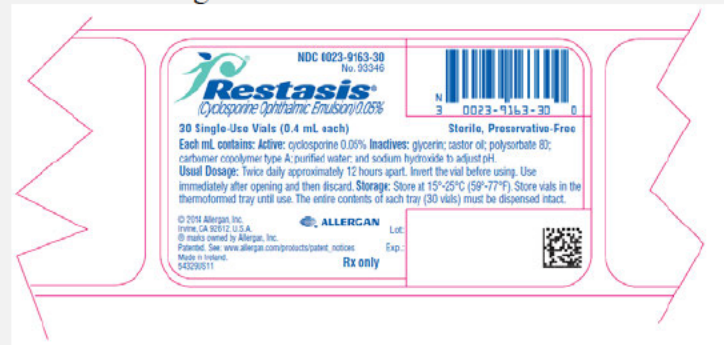 NDC 0023-9163-30
No. 93346
Restasis®
(Cyclosporine Ophthalmic Emulsion) 0.05%
N
3 0023-9163-30 0
30 Single-Use Vials (0.4 mL each) Sterile, Preservative-Free
Each mL contains: Active: cyclosporine 0.05% Inactives: glycerin; castor oil; polysorbate 80;
carbomer copolymer type A; purified water; and sodium hydroxide to adjust pH.
Usual Dosage: Twice daily approximately 12 hours apart. Invert the vial before using. Use
immediately after opening and then discard. Storage: Store at 15°-25°C (59°-77°F). Store vials in the
thermoformed tray until use. The entire contents of each tray (30 vials) must be dispensed intact.
© 2014 Allergan, Inc.
Irvine, CA 92612, U.S.A.
® marks owned by Allergan, Inc.
Patented. See: www.allergan.com/products/patent_notices
Made in Ireland.
ALLERGAN
Rx only
Lot:
Exp.: